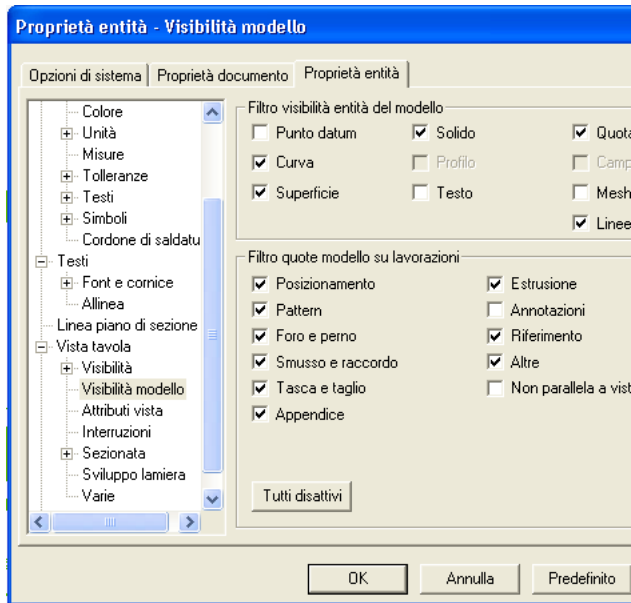 Proprietà entità - Visibilità modello
Opzioni di sistema Proprietà documento Proprietà entità
Colore
Unità
Misure
Tolleranze
Testi
Simboli
Cordone di saldatu
Testi
Font e cornice
Allinea
Linea piano di sezione
Vista tavola
Visibilità
Visibilità modello
Attributi vista
Interruzioni
Sezionata
Sviluppo lamiera
Varie
Filtro visibilità entità del modello
Punto datum Solido Quota
Curva Profilo Camp
Superficie Testo Mesh
Linee
Filtro quote modello su lavorazioni
Posizionamento Estrusione
Pattern Annotazioni
Foro e perno Riferimento
Smusso e raccordo Altre
Tasca e taglio Non parallela a vist
Appendice
Tutti disattivi
OK Annulla Predefinito